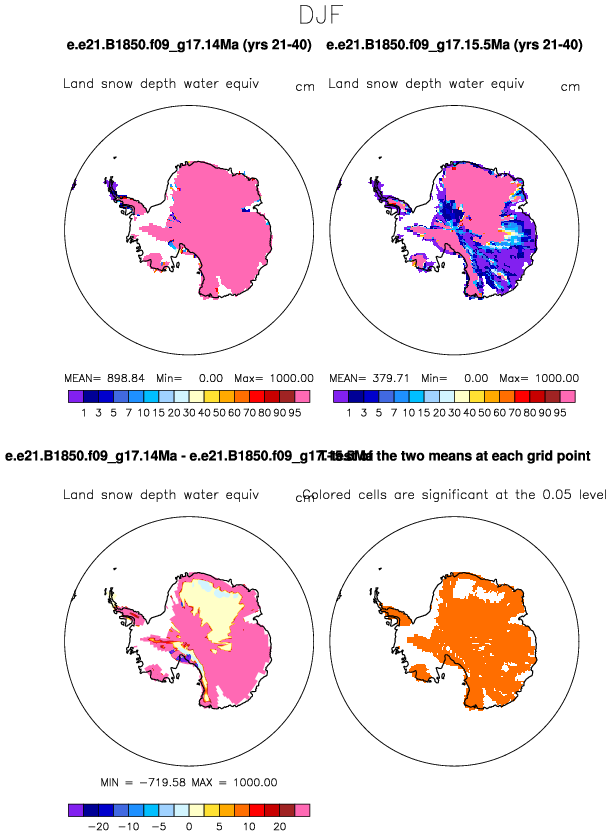 DJF
e.e21.B1850.f09_g17.14Ma (yrs 21-40) e.e21.B1850.f09_g17.15.5Ma (yrs 21-40)
Land snow depth water equiv cm Land snow depth water equiv cm
MEAN= 898.84 Min= 0.00 Max= 1000.00 MEAN= 379.71 Min= 0.00 Max= 1000.00
1 3 5 7 10 15 20 30 40 50 60 70 80 90 95 1 3 5 7 10 15 20 30 40 50 60 70 80 90 95
e.e21.B1850.f09_g17.14Ma - e.e21.B1850.f09_g17.15.5Ma T-test of the two means at each grid point
Land snow depth water equiv cm Colored cells are significant at the 0.05 level
MIN = -719.58 MAX = 1000.00
-20 -10 -5 0 5 10 20